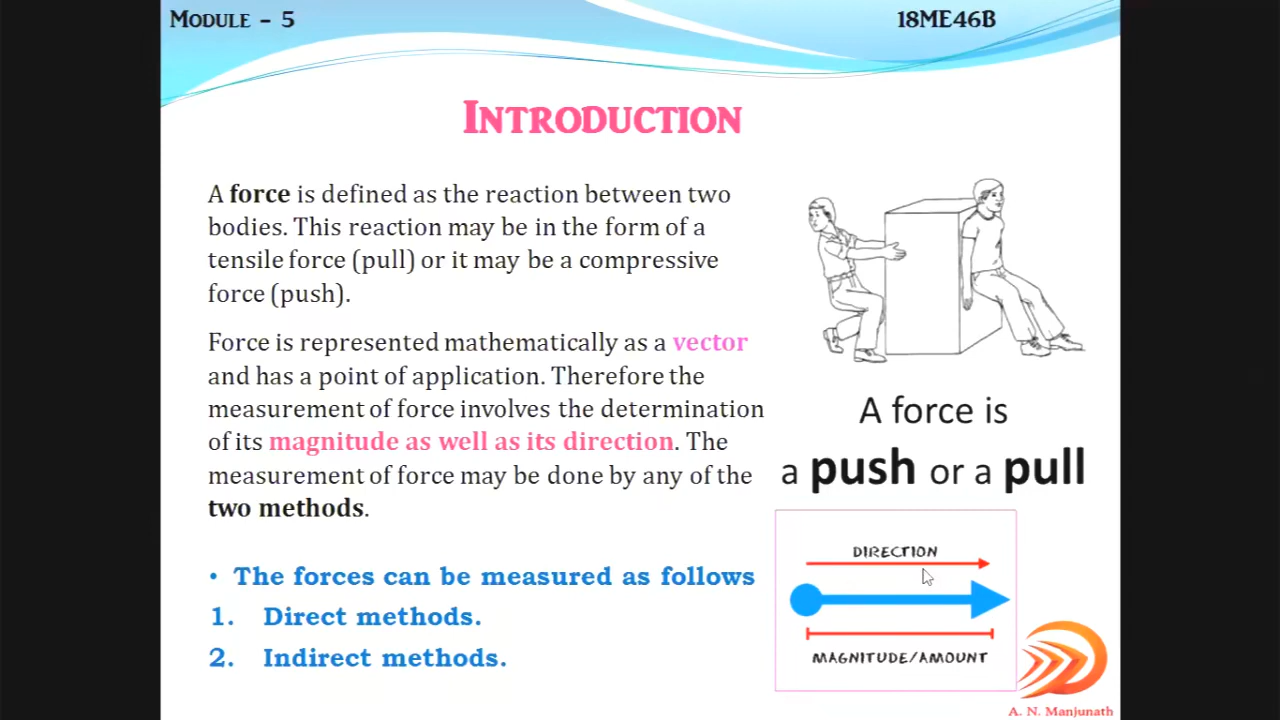 MODULE – 5
18ME46B
INTRODUCTION
A force is defined as the reaction between two
bodies. This reaction may be in the form of a
tensile force (pull) or it may be a compressive
force (push).
Force is represented mathematically as a vector
and has a point of application. Therefore the
measurement of force involves the determination
of its magnitude as well as its direction. The
measurement of force may be done by any of the
two methods.
• The forces can be measured as follows
1. Direct methods.
2. Indirect methods.
A force is
a push or a pull
DIRECTION
MAGNITUDE/AMOUNT
A. N. Manjunath